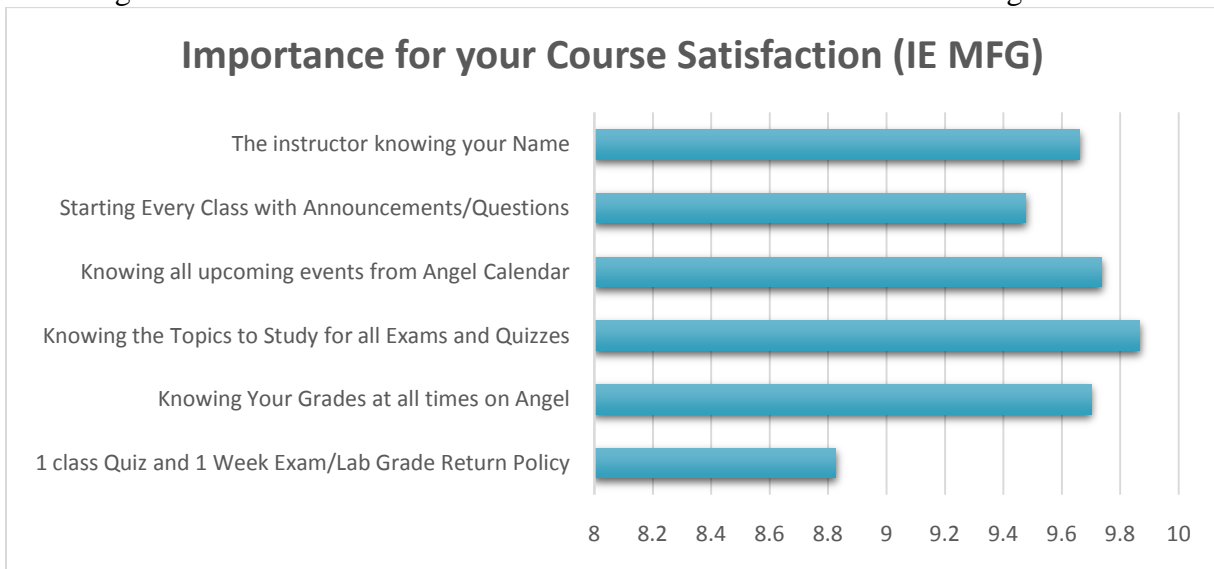 Importance for your Course Satisfaction (IE MFG)
The instructor knowing your Name
Starting Every Class with Announcements/Questions
Knowing all upcoming events from Angel Calendar
Knowing the Topics to Study for all Exams and Quizzes
Knowing Your Grades at all times on Angel
1 class Quiz and 1 Week Exam/Lab Grade Return Policy
8 8.2 8.4 8.6 8.8 9 9.2 9.4 9.6 9.8 10